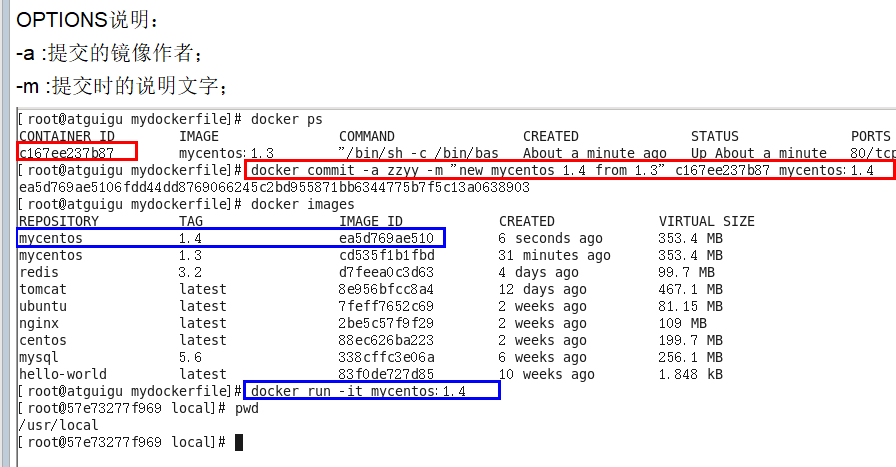 OPTIONS说明：
-a :提交的镜像作者；
-m :提交时的说明文字；
[root@atguigu mydockerfile]# docker ps
CONTAINER ID IMAGE COMMAND CREATED STATUS PORTS
c167ee237b87 mycentos:1.3 "/bin/sh -c /bin/bas About a minute ago Up About a minute 80/tcp
[root@atguigu mydockerfile]# docker commit -a zzyy -m "new mycentos 1.4 from 1.3" c167ee237b87 mycentos:1.4
ea5d769ae5106fdd44dd8769066245c2bd955871bb6344775b7f5c13a0638903
[root@atguigu mydockerfile]# docker images
REPOSITORY TAG IMAGE ID CREATED VIRTUAL SIZE
mycentos 1.4 ea5d769ae510 6 seconds ago 353.4 MB
mycentos 1.3 cd535f1b1fbd 31 minutes ago 353.4 MB
redis 3.2 d7feea0c3d63 4 days ago 99.7 MB
tomcat latest 8e956bfcc8a4 12 days ago 467.1 MB
ubuntu latest 7feff7652c69 2 weeks ago 81.15 MB
nginx latest 2be5c57f9f29 2 weeks ago 109 MB
centos latest 88ec626ba223 2 weeks ago 199.7 MB
mysql 5.6 338cffc3e06a 6 weeks ago 256.1 MB
hello-world latest 83f0de727d85 10 weeks ago 1.848 kB
[root@atguigu mydockerfile]# docker run -it mycentos:1.4
[root@57e73277f969 local]# pwd
/usr/local
[root@57e73277f969 local]#